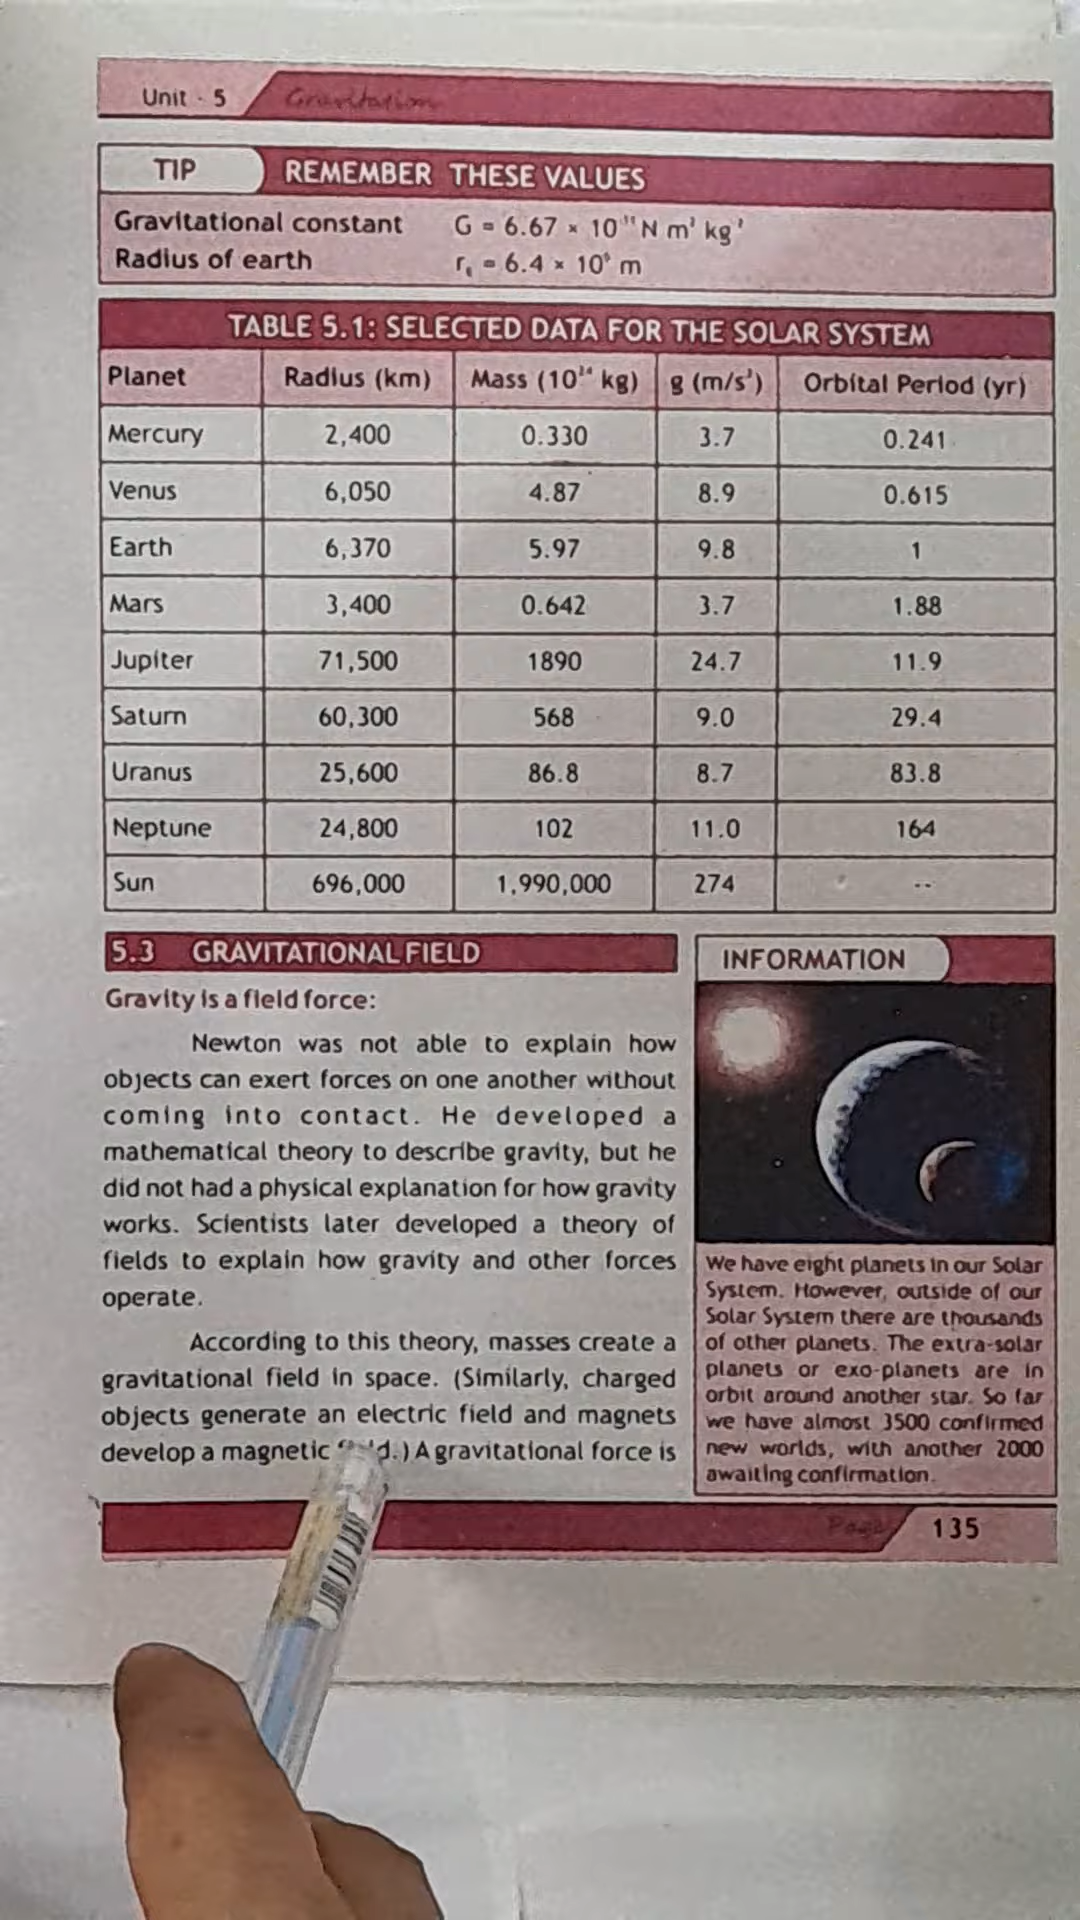 Unit - 5 Gravitation
TIP REMEMBER THESE VALUES
Gravitational constant G = 6.67 × 10⁻¹¹ N m² kg⁻²
Radius of earth rₑ = 6.4 × 10⁶ m
TABLE 5.1: SELECTED DATA FOR THE SOLAR SYSTEM
Planet Radius (km) Mass (10²⁴ kg) g (m/s²) Orbital Period (yr)
Mercury 2,400 0.330 3.7 0.241
Venus 6,050 4.87 8.9 0.615
Earth 6,370 5.97 9.8 1
Mars 3,400 0.642 3.7 1.88
Jupiter 71,500 1890 24.7 11.9
Saturn 60,300 568 9.0 29.4
Uranus 25,600 86.8 8.7 83.8
Neptune 24,800 102 11.0 164
Sun 696,000 1,990,000 274 --
5.3 GRAVITATIONAL FIELD
Gravity is a field force:
Newton was not able to explain how
objects can exert forces on one another without
coming into contact. He developed a
mathematical theory to describe gravity, but he
did not had a physical explanation for how gravity
works. Scientists later developed a theory of
fields to explain how gravity and other forces
operate.
According to this theory, masses create a
gravitational field in space. (Similarly, charged
objects generate an electric field and magnets
develop a magnetic A gravitational force is
INFORMATION
We have eight planets in our Solar
System. However, outside of our
Solar System there are thousands
of other planets. The extra-solar
planets or exo-planets are in
orbit around another star. So far
we have almost 3500 confirmed
new worlds, with another 2000
awaiting confirmation.
Page 135